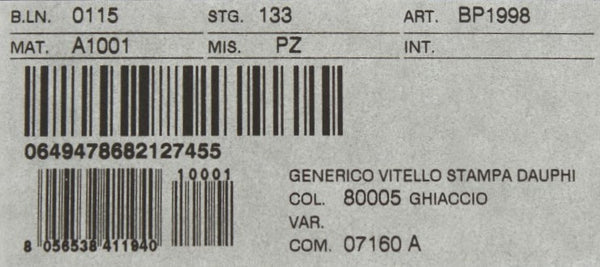 B.LN. 0115 STG. 133 ART. BP1998
MAT. A1001 MIS. PZ INT.
0649478682127455
10001
GENERICO VITELLO STAMPA DAUPHI
COL. 80005 GHIACCIO
VAR.
8 056538 411940 COM. 07160 A